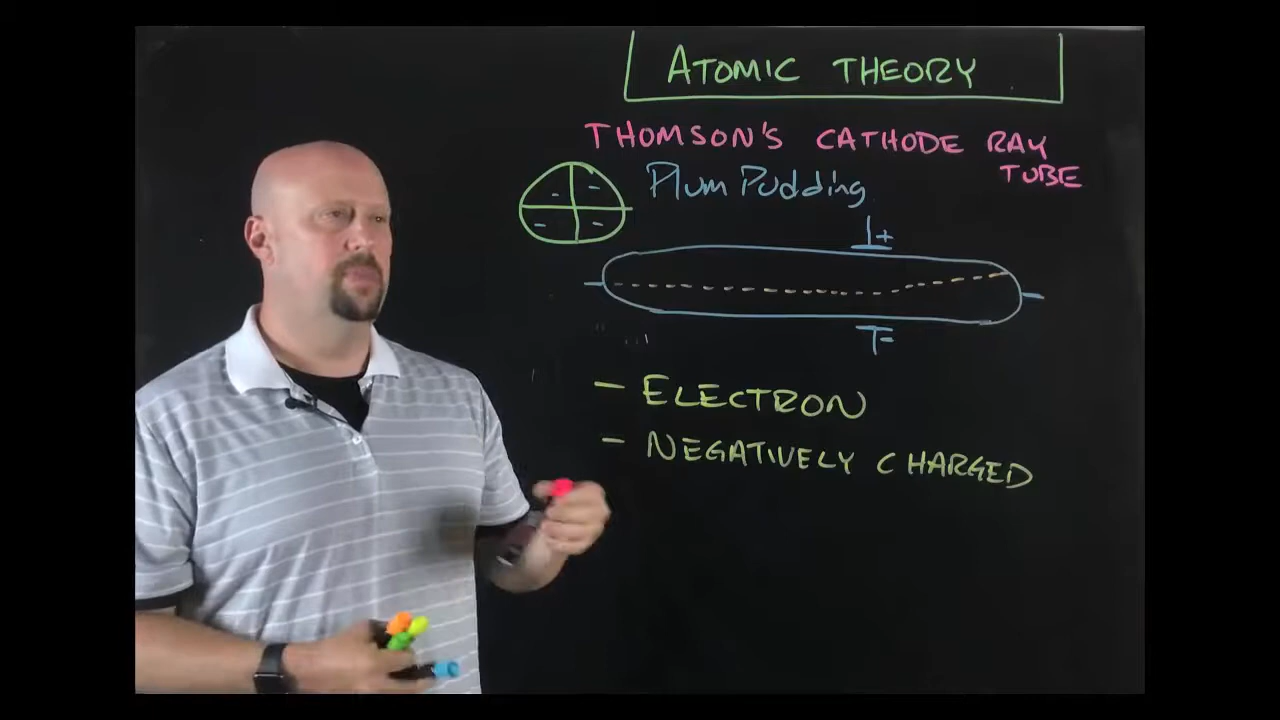 ATOMIC THEORY
THOMSON'S CATHODE RAY
TUBE
Plum Pudding
+
- ELECTRON
- NEGATIVELY CHARGED